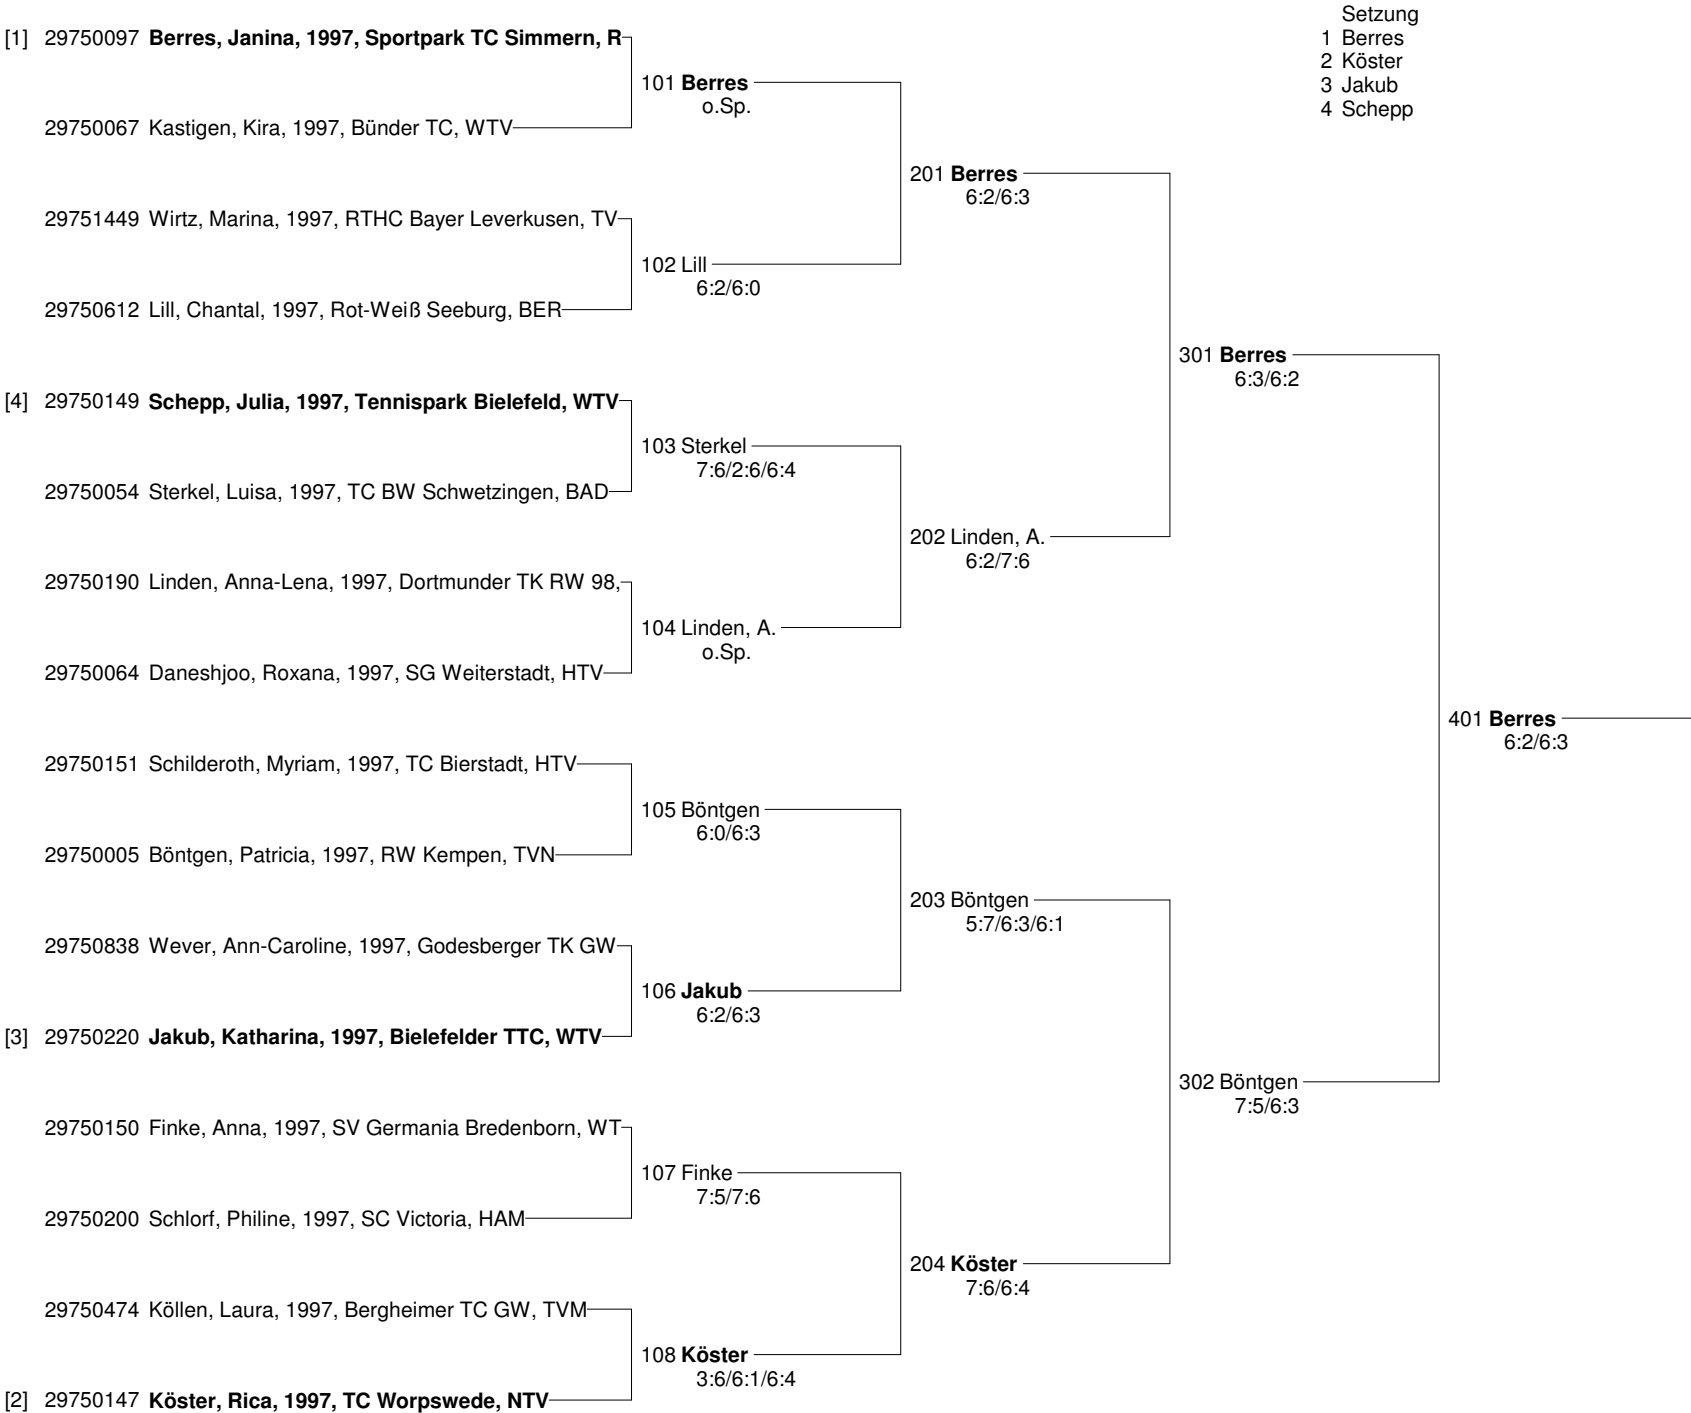 Setzung
1 Berres
2 Köster
3 Jakub
4 Schepp
[1] 29750097 Berres, Janina, 1997, Sportpark TC Simmern, R
29750067 Kastigen, Kira, 1997, Bünder TC, WTV
29751449 Wirtz, Marina, 1997, RTHC Bayer Leverkusen, TV
29750612 Lill, Chantal, 1997, Rot-Weiß Seeburg, BER
[4] 29750149 Schepp, Julia, 1997, Tennispark Bielefeld, WTV
29750054 Sterkel, Luisa, 1997, TC BW Schwetzingen, BAD
29750190 Linden, Anna-Lena, 1997, Dortmunder TK RW 98,
29750064 Daneshjoo, Roxana, 1997, SG Weiterstadt, HTV
29750151 Schilderoth, Myriam, 1997, TC Bierstadt, HTV
29750005 Böntgen, Patricia, 1997, RW Kempen, TVN
29750838 Wever, Ann-Caroline, 1997, Godesberger TK GW
[3] 29750220 Jakub, Katharina, 1997, Bielefelder TTC, WTV
29750150 Finke, Anna, 1997, SV Germania Bredenborn, WT
29750200 Schlorf, Philine, 1997, SC Victoria, HAM
29750474 Köllen, Laura, 1997, Bergheimer TC GW, TVM
[2] 29750147 Köster, Rica, 1997, TC Worpswede, NTV
101 Berres
o.Sp.
102 Lill
6:2/6:0
103 Sterkel
7:6/2:6/6:4
104 Linden, A.
o.Sp.
105 Böntgen
6:0/6:3
106 Jakub
6:2/6:3
107 Finke
7:5/7:6
108 Köster
3:6/6:1/6:4
201 Berres
6:2/6:3
202 Linden, A.
6:2/7:6
203 Böntgen
5:7/6:3/6:1
204 Köster
7:6/6:4
301 Berres
6:3/6:2
302 Böntgen
7:5/6:3
401 Berres
6:2/6:3